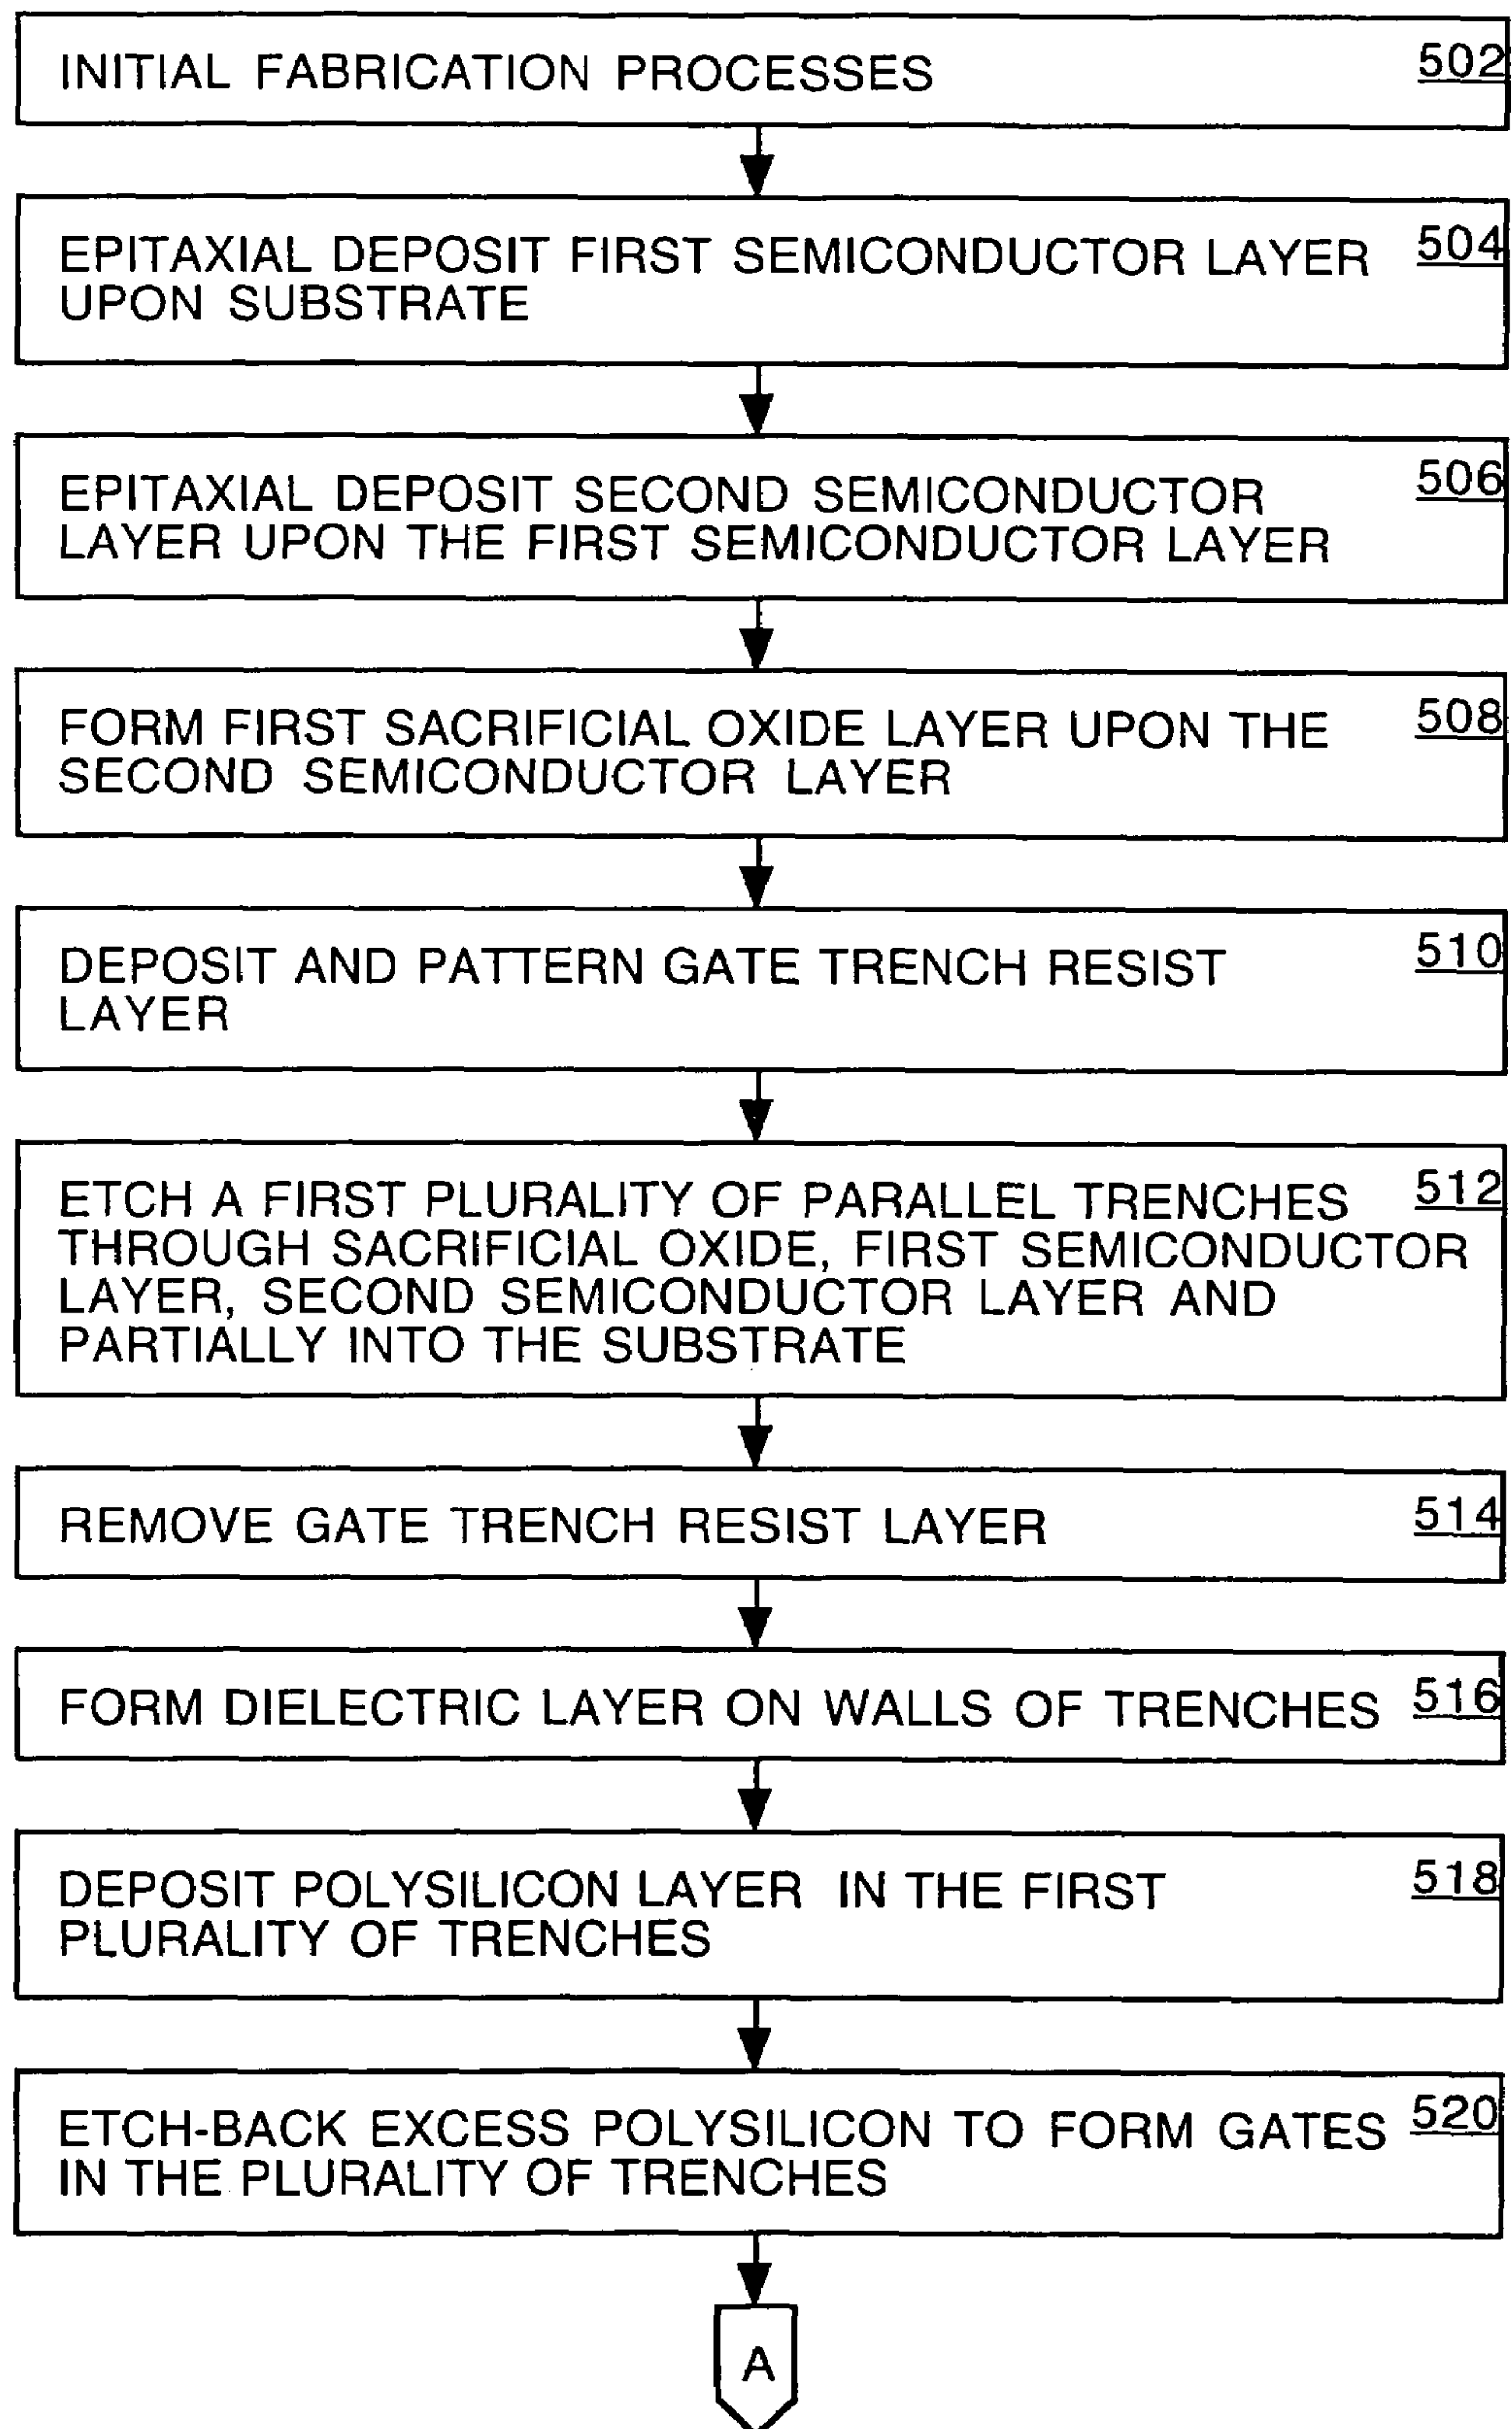 INITIAL FABRICATION PROCESSES 502
EPITAXIAL DEPOSIT FIRST SEMICONDUCTOR LAYER 504
UPON SUBSTRATE
EPITAXIAL DEPOSIT SECOND SEMICONDUCTOR 506
LAYER UPON THE FIRST SEMICONDUCTOR LAYER
FORM FIRST SACRIFICIAL OXIDE LAYER UPON THE 508
SECOND SEMICONDUCTOR LAYER
DEPOSIT AND PATTERN GATE TRENCH RESIST 510
LAYER
ETCH A FIRST PLURALITY OF PARALLEL TRENCHES 512
THROUGH SACRIFICIAL OXIDE, FIRST SEMICONDUCTOR
LAYER, SECOND SEMICONDUCTOR LAYER AND
PARTIALLY INTO THE SUBSTRATE
REMOVE GATE TRENCH RESIST LAYER 514
FORM DIELECTRIC LAYER ON WALLS OF TRENCHES 516
DEPOSIT POLYSILICON LAYER IN THE FIRST 518
PLURALITY OF TRENCHES
ETCH-BACK EXCESS POLYSILICON TO FORM GATES 520
IN THE PLURALITY OF TRENCHES
A